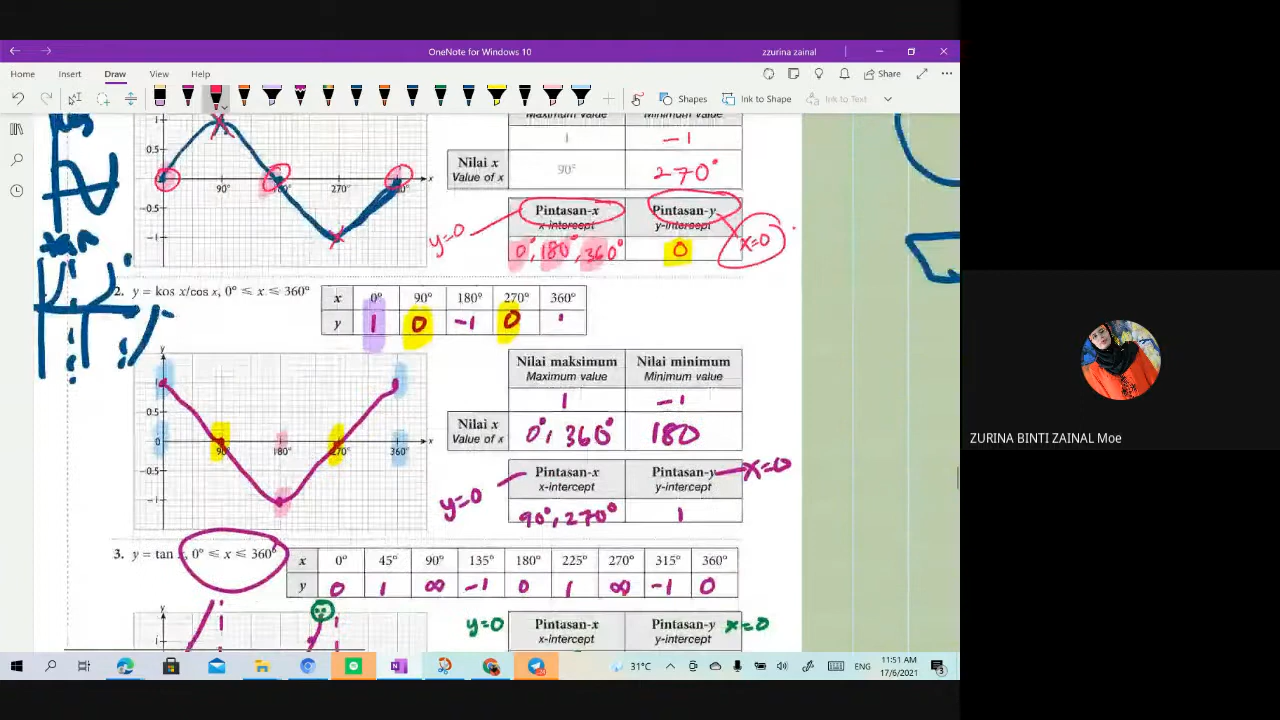 OneNote for Windows 10
zzurina zainal
Home Insert Draw View Help
Share
Shapes
Ink to Shape
Ink to Text
1
0.5
0
-0.5
-1
90°
180°
270°
360°
x
Maximum value
Minimum value
1
-1
Nilai x
Value of x
90°
270°
Pintasan-x
x-intercept
Pintasan-y
y-intercept
y=0
0°, 180°, 360°
0
x=0
tan
2. y = kos x/cos x, 0° ≤ x ≤ 360°
x 0° 90° 180° 270° 360°
y 1 0 -1 0 1
y
1
0.5
0
-0.5
-1
90°
180°
270°
360°
x
Nilai maksimum
Maximum value
Nilai minimum
Minimum value
1
-1
Nilai x
Value of x
0°, 360°
180
Pintasan-x
x-intercept
Pintasan-y
y-intercept
y=0
x=0
90°, 270°
1
3. y = tan x, 0° ≤ x ≤ 360°
x 0° 45° 90° 135° 180° 225° 270° 315° 360°
y 0 1 ∞ -1 0 1 ∞ -1 0
y
1
y=0
Pintasan-x
x-intercept
Pintasan-y
y-intercept
x=0
31°C
ENG
11:51 AM
17/6/2021
ZURINA BINTI ZAINAL Moe